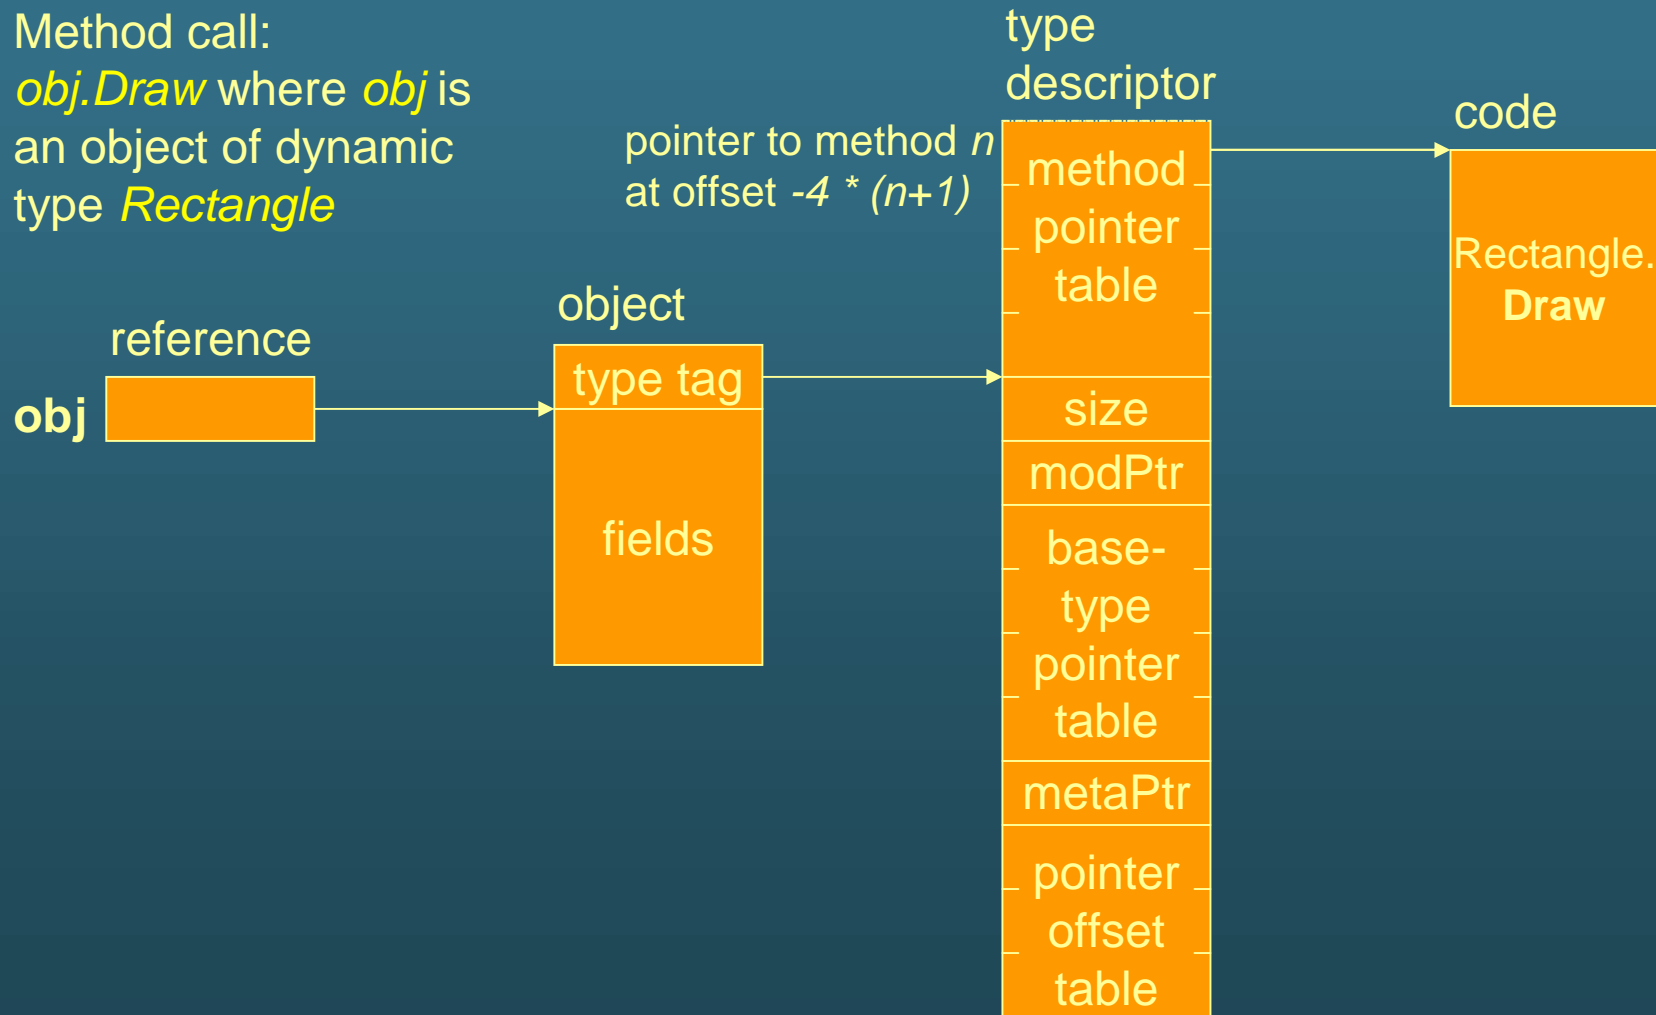 Method call:
obj.Draw where obj is
an object of dynamic
type Rectangle
pointer to method n
at offset -4 * (n+1)
type
descriptor
method
pointer
table
size
modPtr
base-
type
pointer
table
metaPtr
pointer
offset
table
code
Rectangle.
Draw
object
type tag
fields
reference
obj